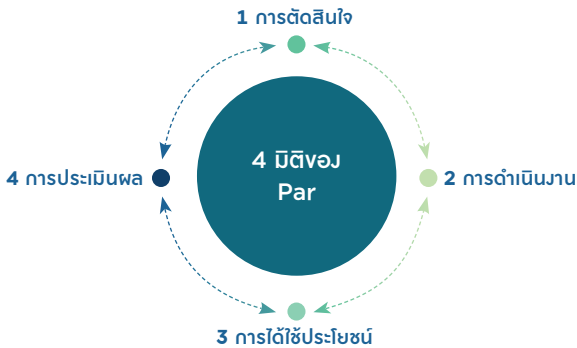 1 การตัดสินใจ
4 มิติของ
Par
4 การประเมินผล
2 การดำเนินงาน
3 การได้ใช้ประโยชน์